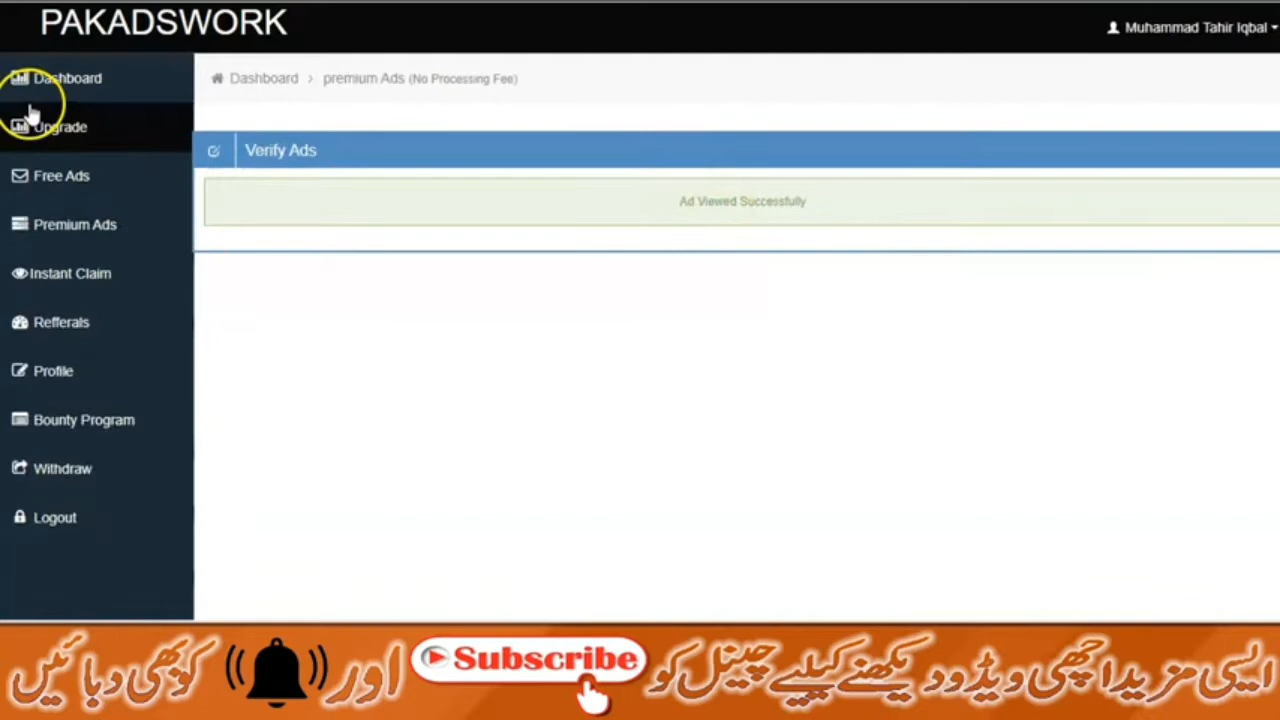 PAKADSWORK
Muhammad Tahir Iqbal
Dashboard
Upgrade
Free Ads
Premium Ads
Instant Claim
Refferals
Profile
Bounty Program
Withdraw
Logout
Dashboard > premium Ads (No Processing Fee)
Verify Ads
Ad Viewed Successfully
ایسی مزید اچھی ویڈوود یکھنے کیلیے چینل کو Subscribe اور کو بھی دبائیں